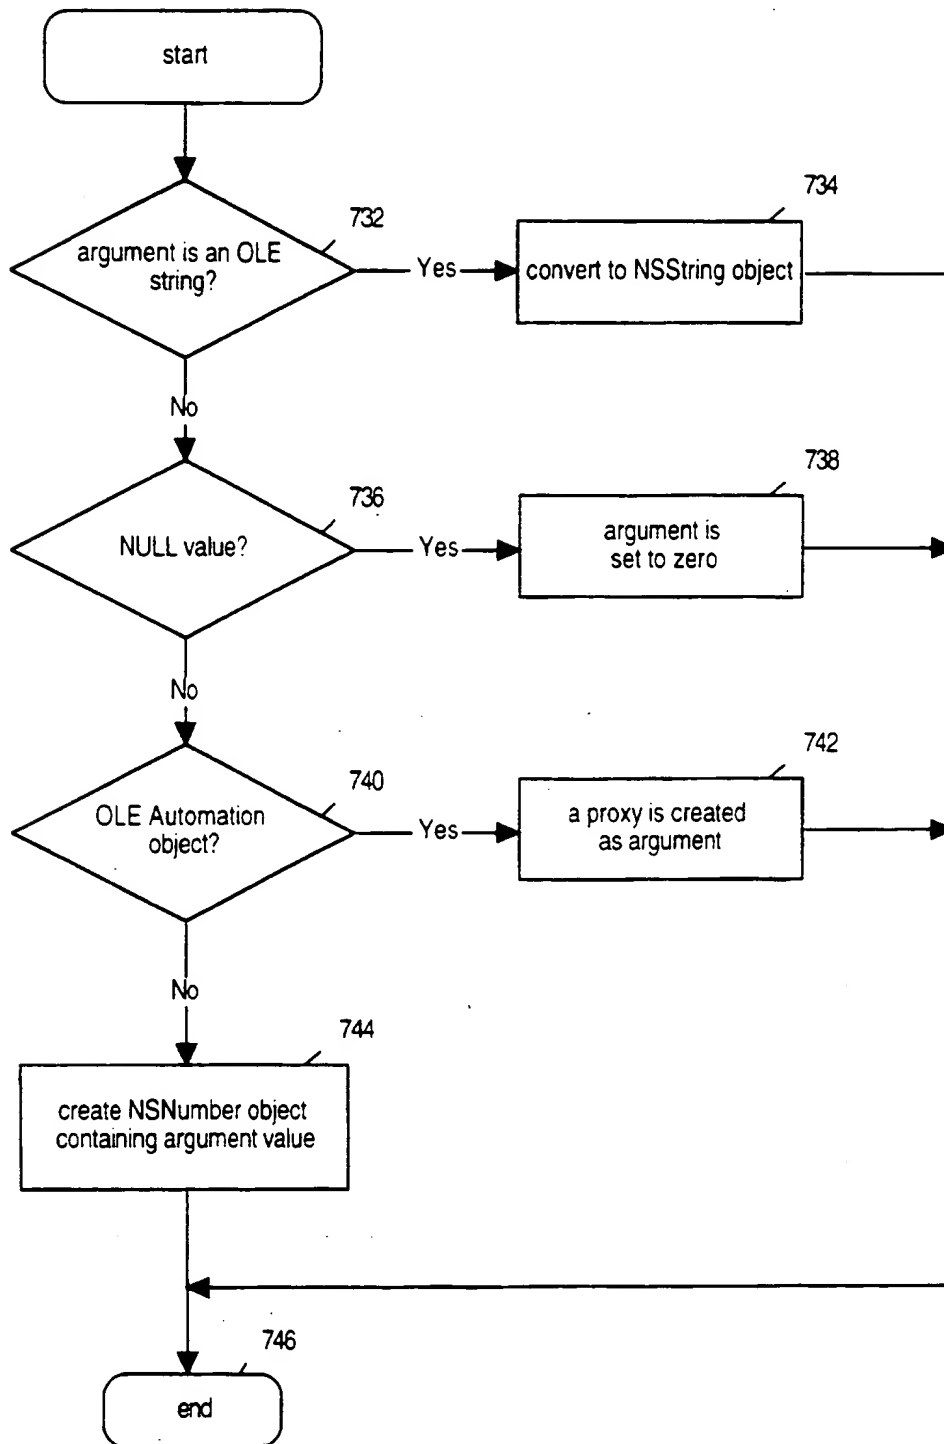 start
732
argument is an OLE
string?
Yes
734
convert to NSString object
No
736
NULL value?
Yes
738
argument is
set to zero
No
740
OLE Automation
object?
Yes
742
a proxy is created
as argument
No
744
create NSNumber object
containing argument value
746
end